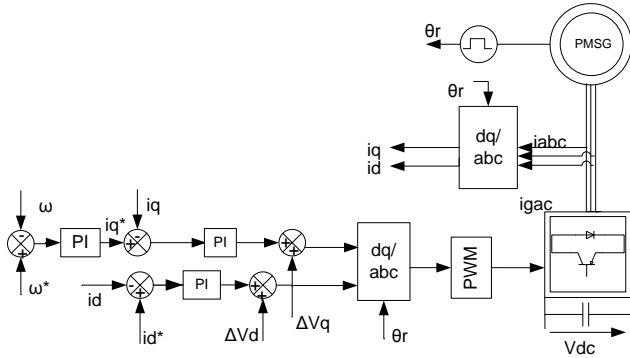 θr
PMSG
θr
dq/
abc
iabc
iq
id
igac
ω
iq*
iq
PI
PI
dq/
abc
PWM
ω*
id
PI
id*
ΔVd
ΔVq
θr
Vdc